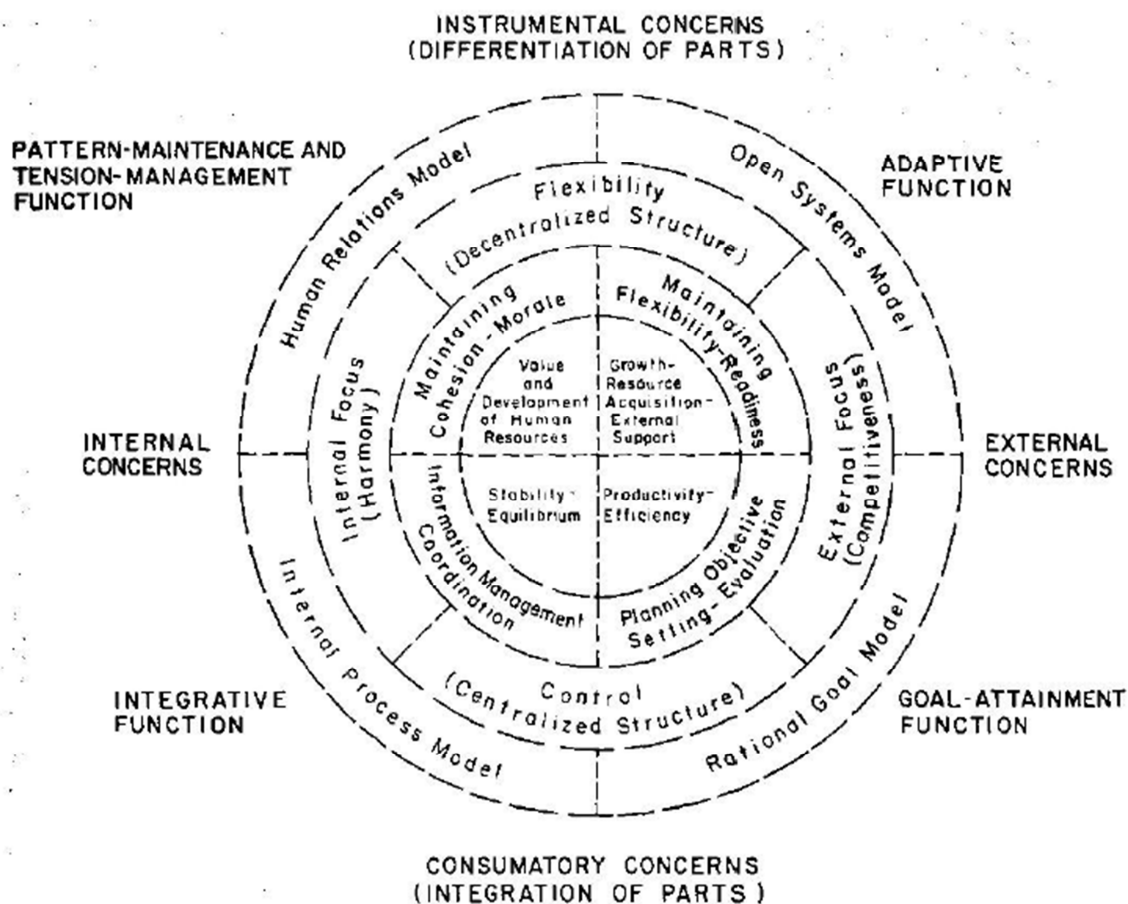 INSTRUMENTAL CONCERNS
(DIFFERENTIATION OF PARTS)
PATTERN-MAINTENANCE AND
TENSION-MANAGEMENT
FUNCTION
ADAPTIVE
FUNCTION
Human Relations Model
Open Systems Model
Flexibility
(Decentralized Structure)
Maintaining
Cohesion-Morale
Maintaining
Flexibility-Readiness
Value
and
Development
of Human
Resources
Growth-
Resource
Acquisition-
External
Support
Internal Focus
(Harmony)
External Focus
(Competitiveness)
INTERNAL
CONCERNS
EXTERNAL
CONCERNS
Stability-
Equilibrium
Productivity-
Efficiency
Information Management
Coordination
Planning Objective
Setting-Evaluation
Control
(Centralized Structure)
Internal Process Model
Rational Goal Model
INTEGRATIVE
FUNCTION
GOAL-ATTAINMENT
FUNCTION
CONSUMATORY CONCERNS
(INTEGRATION OF PARTS)